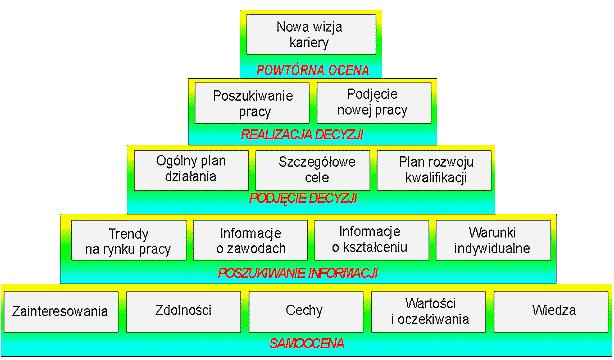 Nowa wizja
kariery
POWTÓRNA OCENA
Poszukiwanie
pracy
Podjęcie
nowej pracy
REALIZACJA DECYZJI
Ogólny plan
działania
Szczegółowe
cele
Plan rozwoju
kwalifikacji
PODJĘCIE DECYZJI
Trendy
na rynku pracy
Informacje
o zawodach
Informacje
o kształceniu
Warunki
indywidualne
POSZUKIWANIE INFORMACJI
Zainteresowania
Zdolności
Cechy
Wartości
i oczekiwania
Wiedza
SAMOOCENA